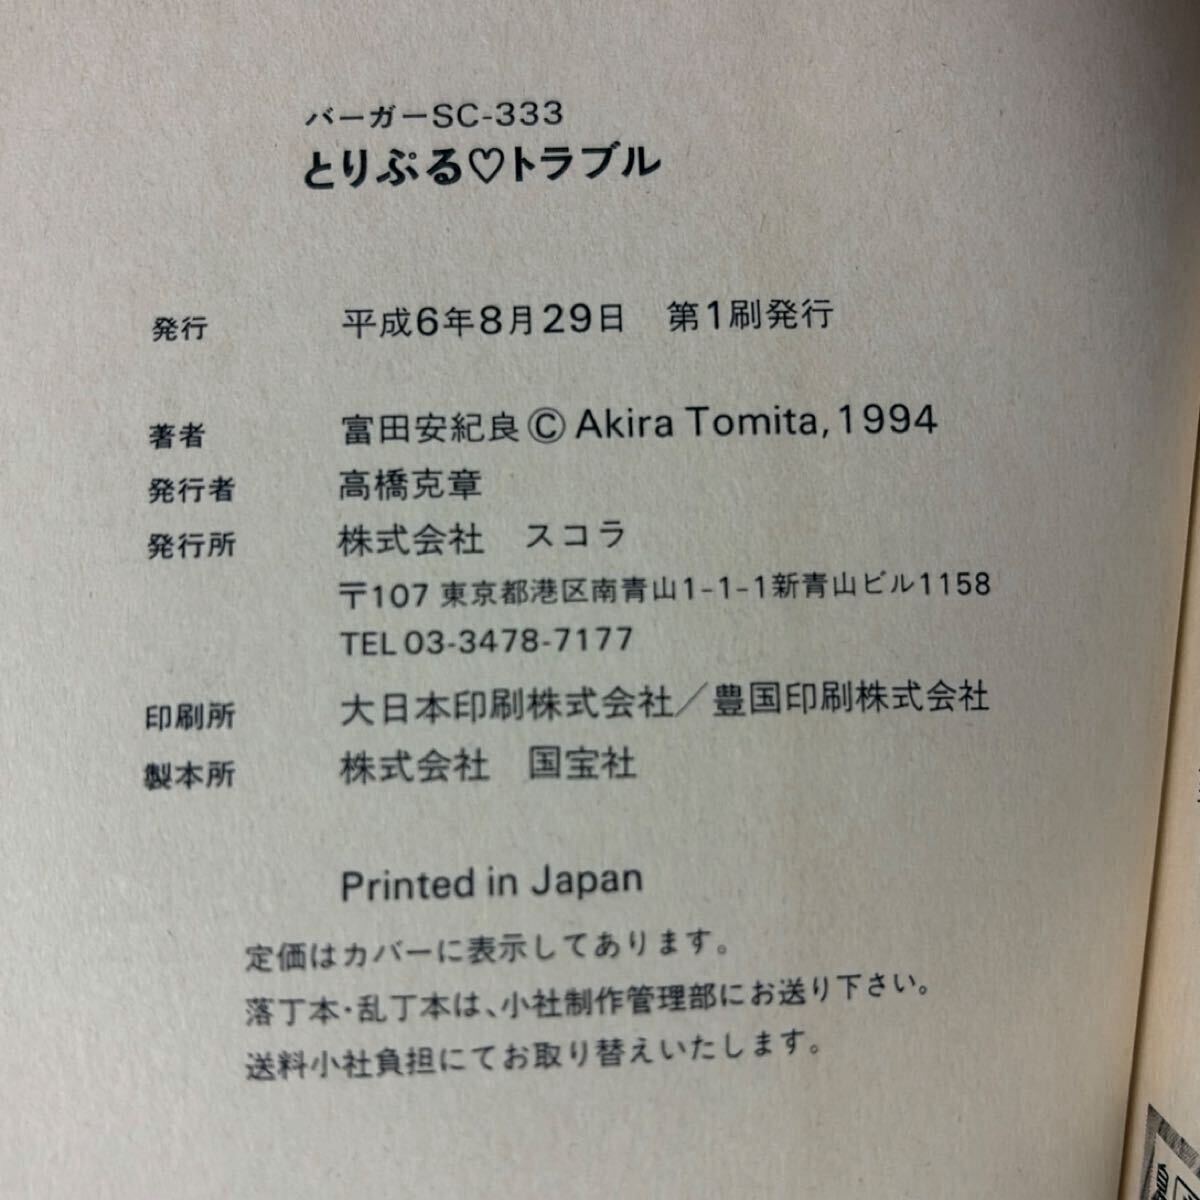 バーガーSC-333
とりぷる♡トラブル
発行 平成6年8月29日 第1刷発行
著者 富田安紀良©Akira Tomita,1994
発行者 高橋克章
発行所 株式会社 スコラ
〒107 東京都港区南青山1-1-1新青山ビル1158
TEL 03-3478-7177
印刷所 大日本印刷株式会社／豊国印刷株式会社
製本所 株式会社 国宝社
Printed in Japan
定価はカバーに表示してあります。
落丁本・乱丁本は、小社制作管理部にお送り下さい。
送料小社負担にてお取り替えいたします。